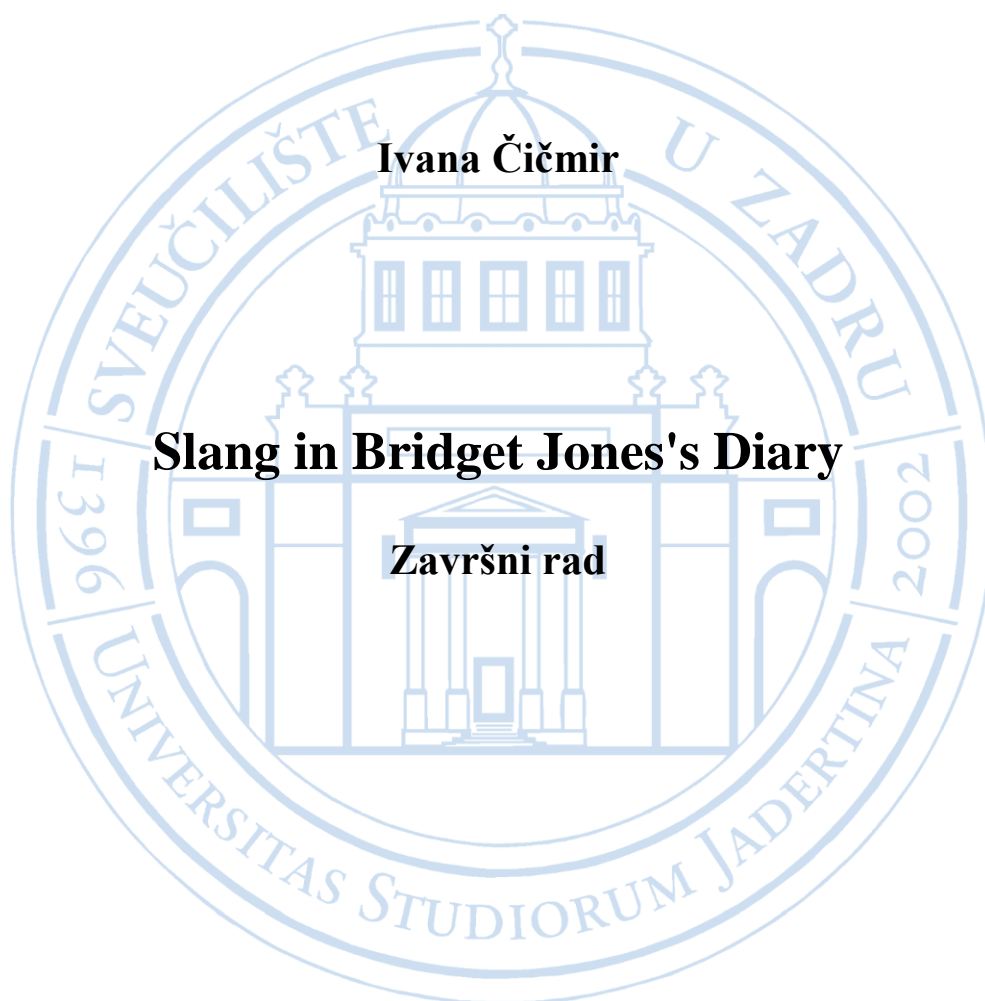 Ivana Čičmir
Slang in Bridget Jones's Diary
Završni rad
SVEUČILIŠTE U ZADRU
1396
2002
UNIVERSITAS STUDIORUM JADERTINA